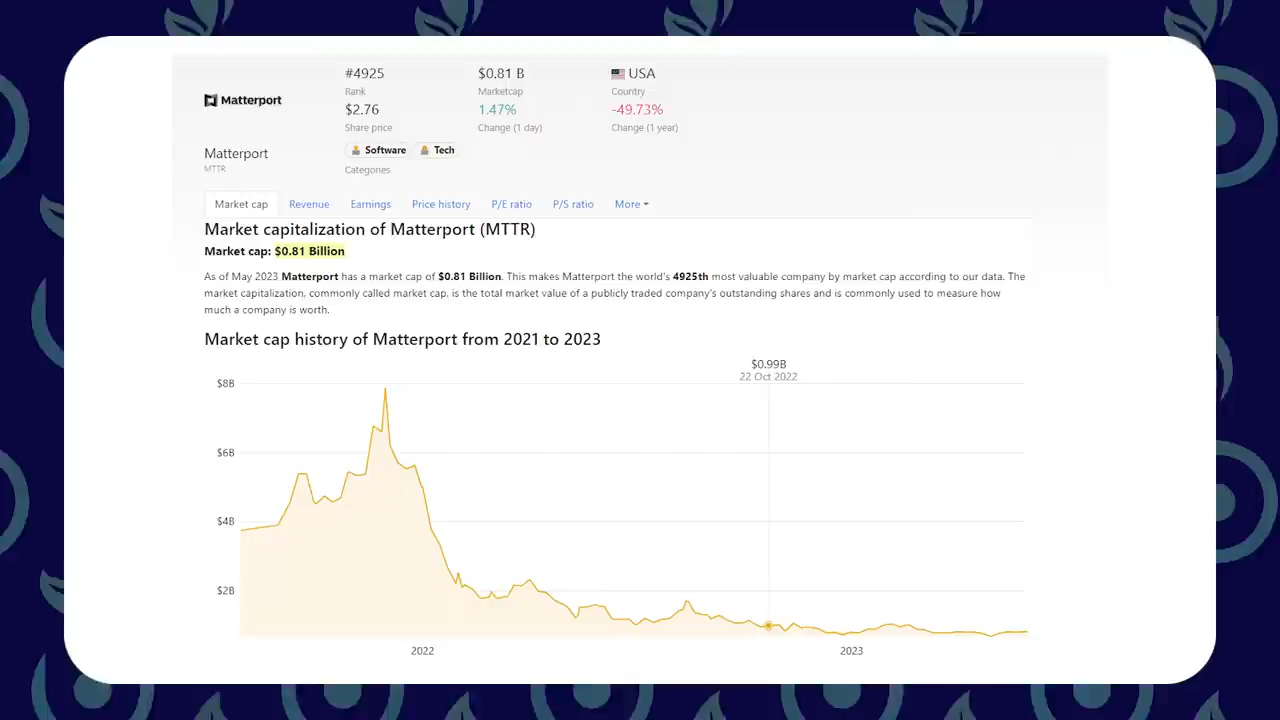 #4925
$0.81 B
USA
Rank
Marketcap
Country
Matterport
$2.76
1.47%
-49.73%
Share price
Change (1 day)
Change (1 year)
Matterport
MTTR
Software
Tech
Categories
Market cap
Revenue
Earnings
Price history
P/E ratio
P/S ratio
More
Market capitalization of Matterport (MTTR)
Market cap: $0.81 Billion
As of May 2023 Matterport has a market cap of $0.81 Billion. This makes Matterport the world's 4925th most valuable company by market cap according to our data. The
market capitalization, commonly called market cap, is the total market value of a publicly traded company's outstanding shares and is commonly used to measure how
much a company is worth.
Market cap history of Matterport from 2021 to 2023
$0.99B
22 Oct 2022
$8B
$6B
$4B
$2B
2022
2023